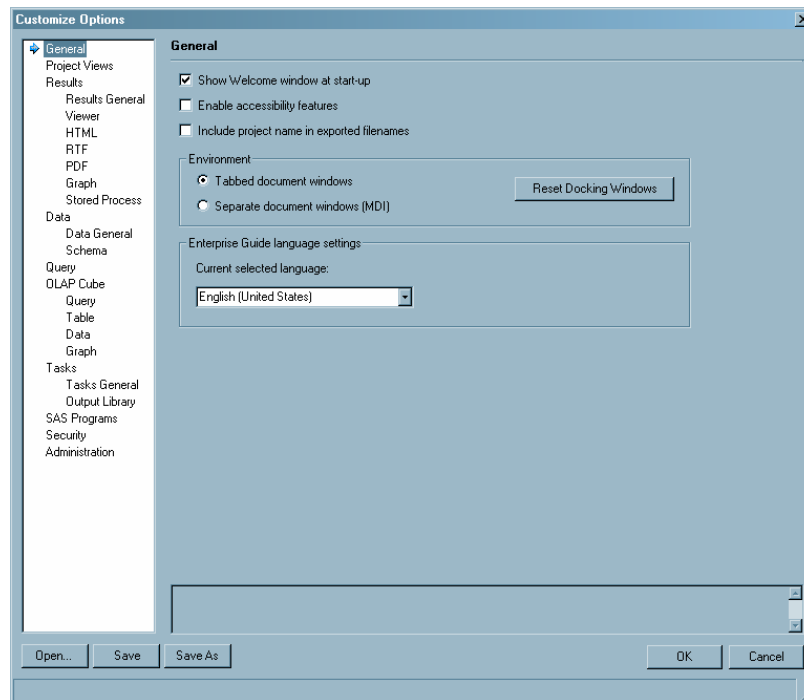 Customize Options
General
Project Views
Results
Results General
Viewer
HTML
RTF
PDF
Graph
Stored Process
Data
Data General
Schema
Query
OLAP Cube
Query
Table
Data
Graph
Tasks
Tasks General
Output Library
SAS Programs
Security
Administration
General
Show Welcome window at start-up
Enable accessibility features
Include project name in exported filenames
Environment
Tabbed document windows
Reset Docking Windows
Separate document windows (MDI)
Enterprise Guide language settings
Current selected language:
English (United States)
Open...
Save
Save As
OK
Cancel